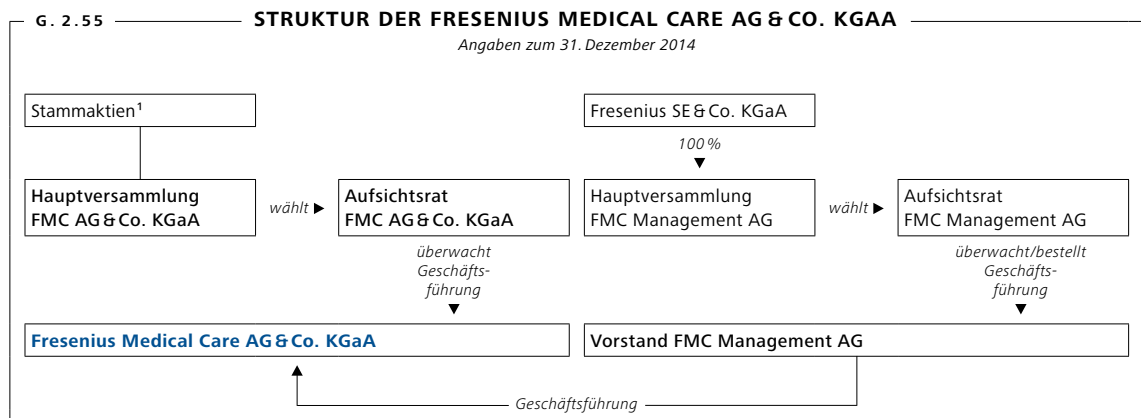 G. 2.55
STRUKTUR DER FRESENIUS MEDICAL CARE AG & CO. KGAA
Angaben zum 31. Dezember 2014
Stammaktien¹
Fresenius SE & Co. KGaA
100 %
Hauptversammlung
FMC AG & Co. KGaA
wählt ▶
Aufsichtsrat
FMC AG & Co. KGaA
Hauptversammlung
FMC Management AG
wählt ▶
Aufsichtsrat
FMC Management AG
überwacht
Geschäfts-
führung
überwacht/bestellt
Geschäfts-
führung
Fresenius Medical Care AG & Co. KGaA
Vorstand FMC Management AG
Geschäftsführung